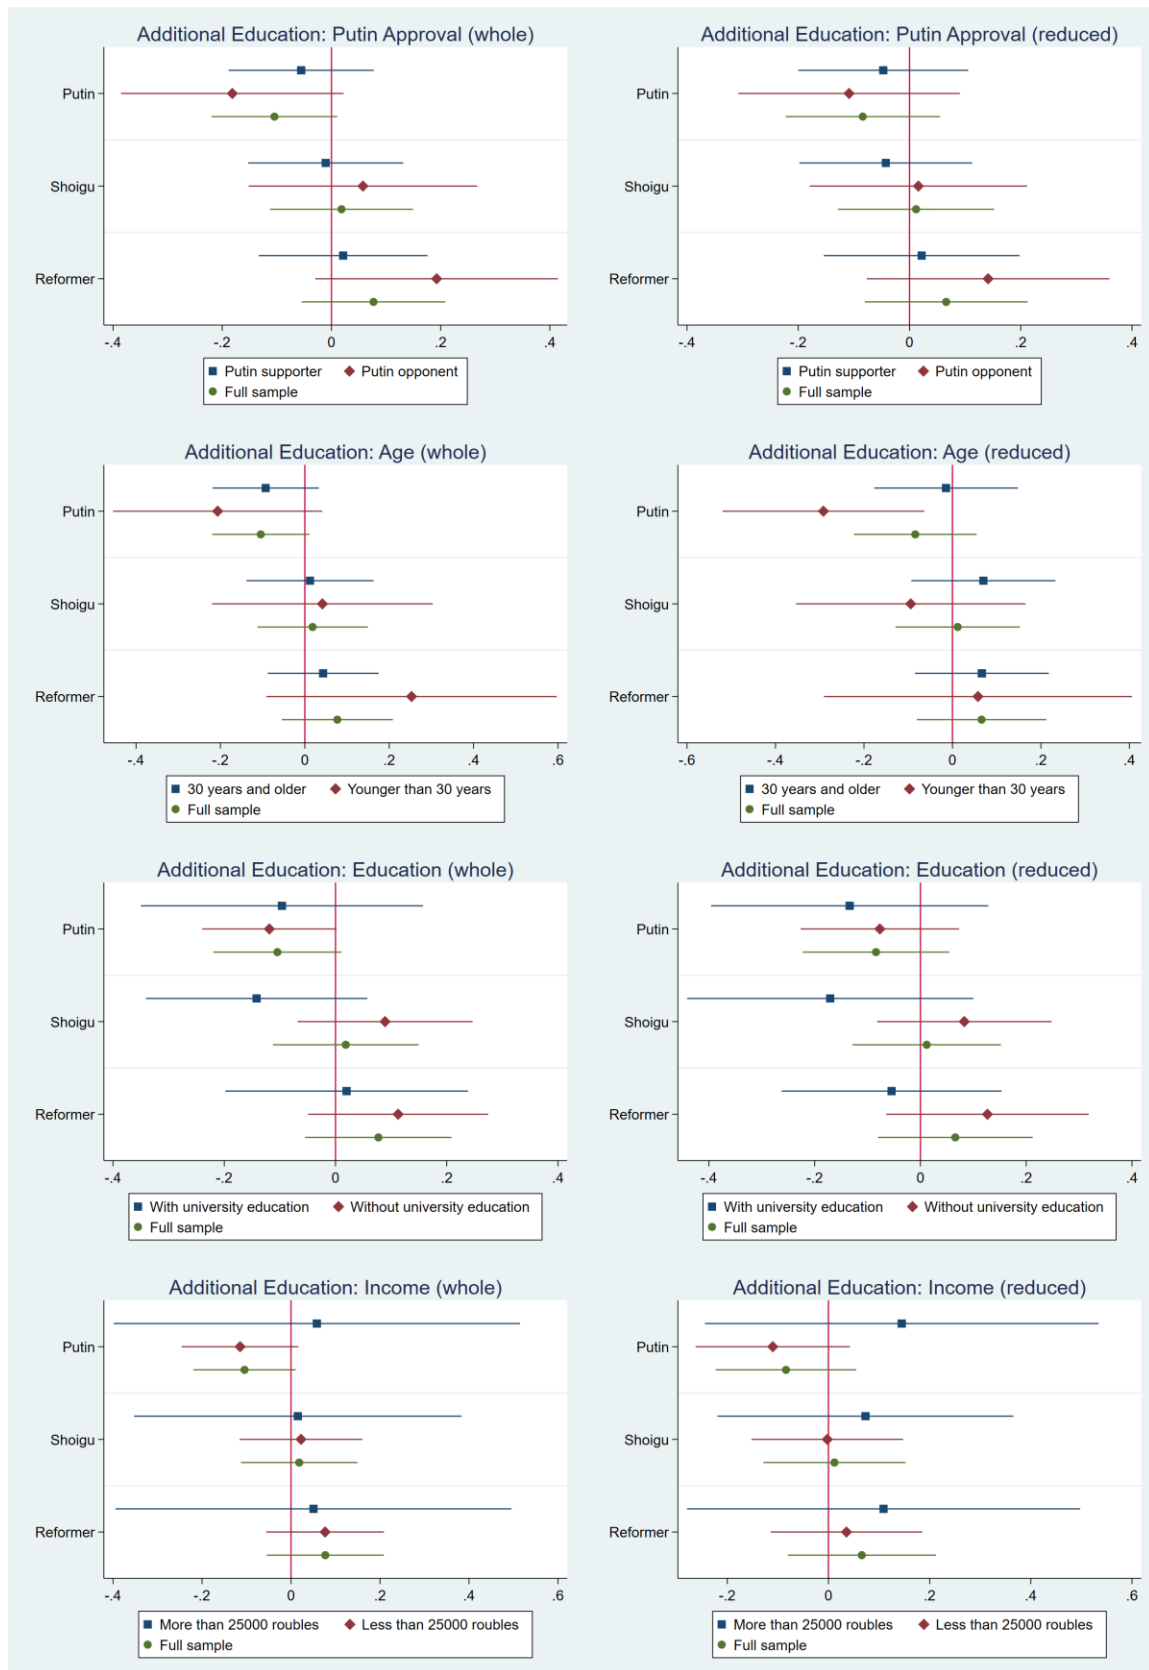 Additional Education: Putin Approval (whole)
Putin
Shoigu
Reformer
-.4 -.2 0 .2 .4
Putin supporter Putin opponent
Full sample
Additional Education: Putin Approval (reduced)
Putin
Shoigu
Reformer
-.4 -.2 0 .2 .4
Putin supporter Putin opponent
Full sample
Additional Education: Age (whole)
Putin
Shoigu
Reformer
-.4 -.2 0 .2 .4 .6
30 years and older Younger than 30 years
Full sample
Additional Education: Age (reduced)
Putin
Shoigu
Reformer
-.6 -.4 -.2 0 .2 .4
30 years and older Younger than 30 years
Full sample
Additional Education: Education (whole)
Putin
Shoigu
Reformer
-.4 -.2 0 .2 .4
With university education Without university education
Full sample
Additional Education: Education (reduced)
Putin
Shoigu
Reformer
-.4 -.2 0 .2 .4
With university education Without university education
Full sample
Additional Education: Income (whole)
Putin
Shoigu
Reformer
-.4 -.2 0 .2 .4 .6
More than 25000 roubles Less than 25000 roubles
Full sample
Additional Education: Income (reduced)
Putin
Shoigu
Reformer
-.2 0 .2 .4 .6
More than 25000 roubles Less than 25000 roubles
Full sample